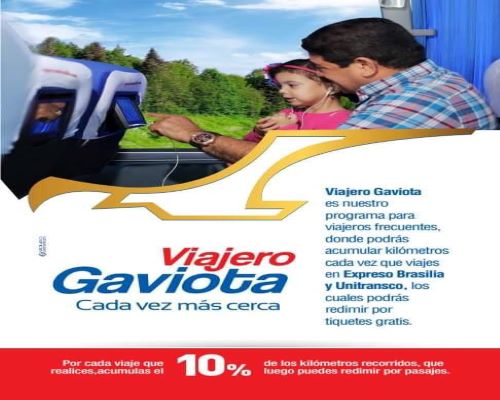 Viajero Gaviota
es nuestro
programa para
viajeros frecuentes,
donde podrás
acumular kilómetros
cada vez que viajes
en Expreso Brasilia
y Unitransco, los
cuales podrás
redimir por
tiquetes gratis.
Viajero
Gaviota
Cada vez más cerca
Por cada viaje que
realices,acumulas el
10%
de los kilómetros recorridos, que
luego puedes redimir por pasajes.